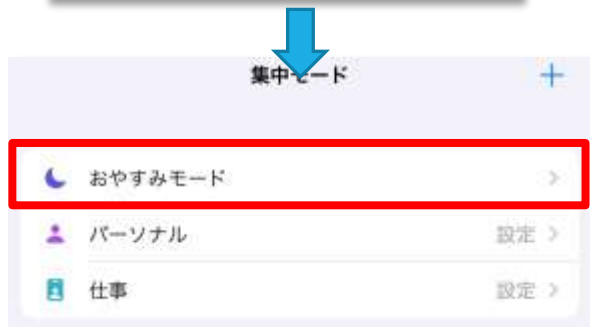 集中モード
おやすみモード
パーソナル 設定
仕事 設定